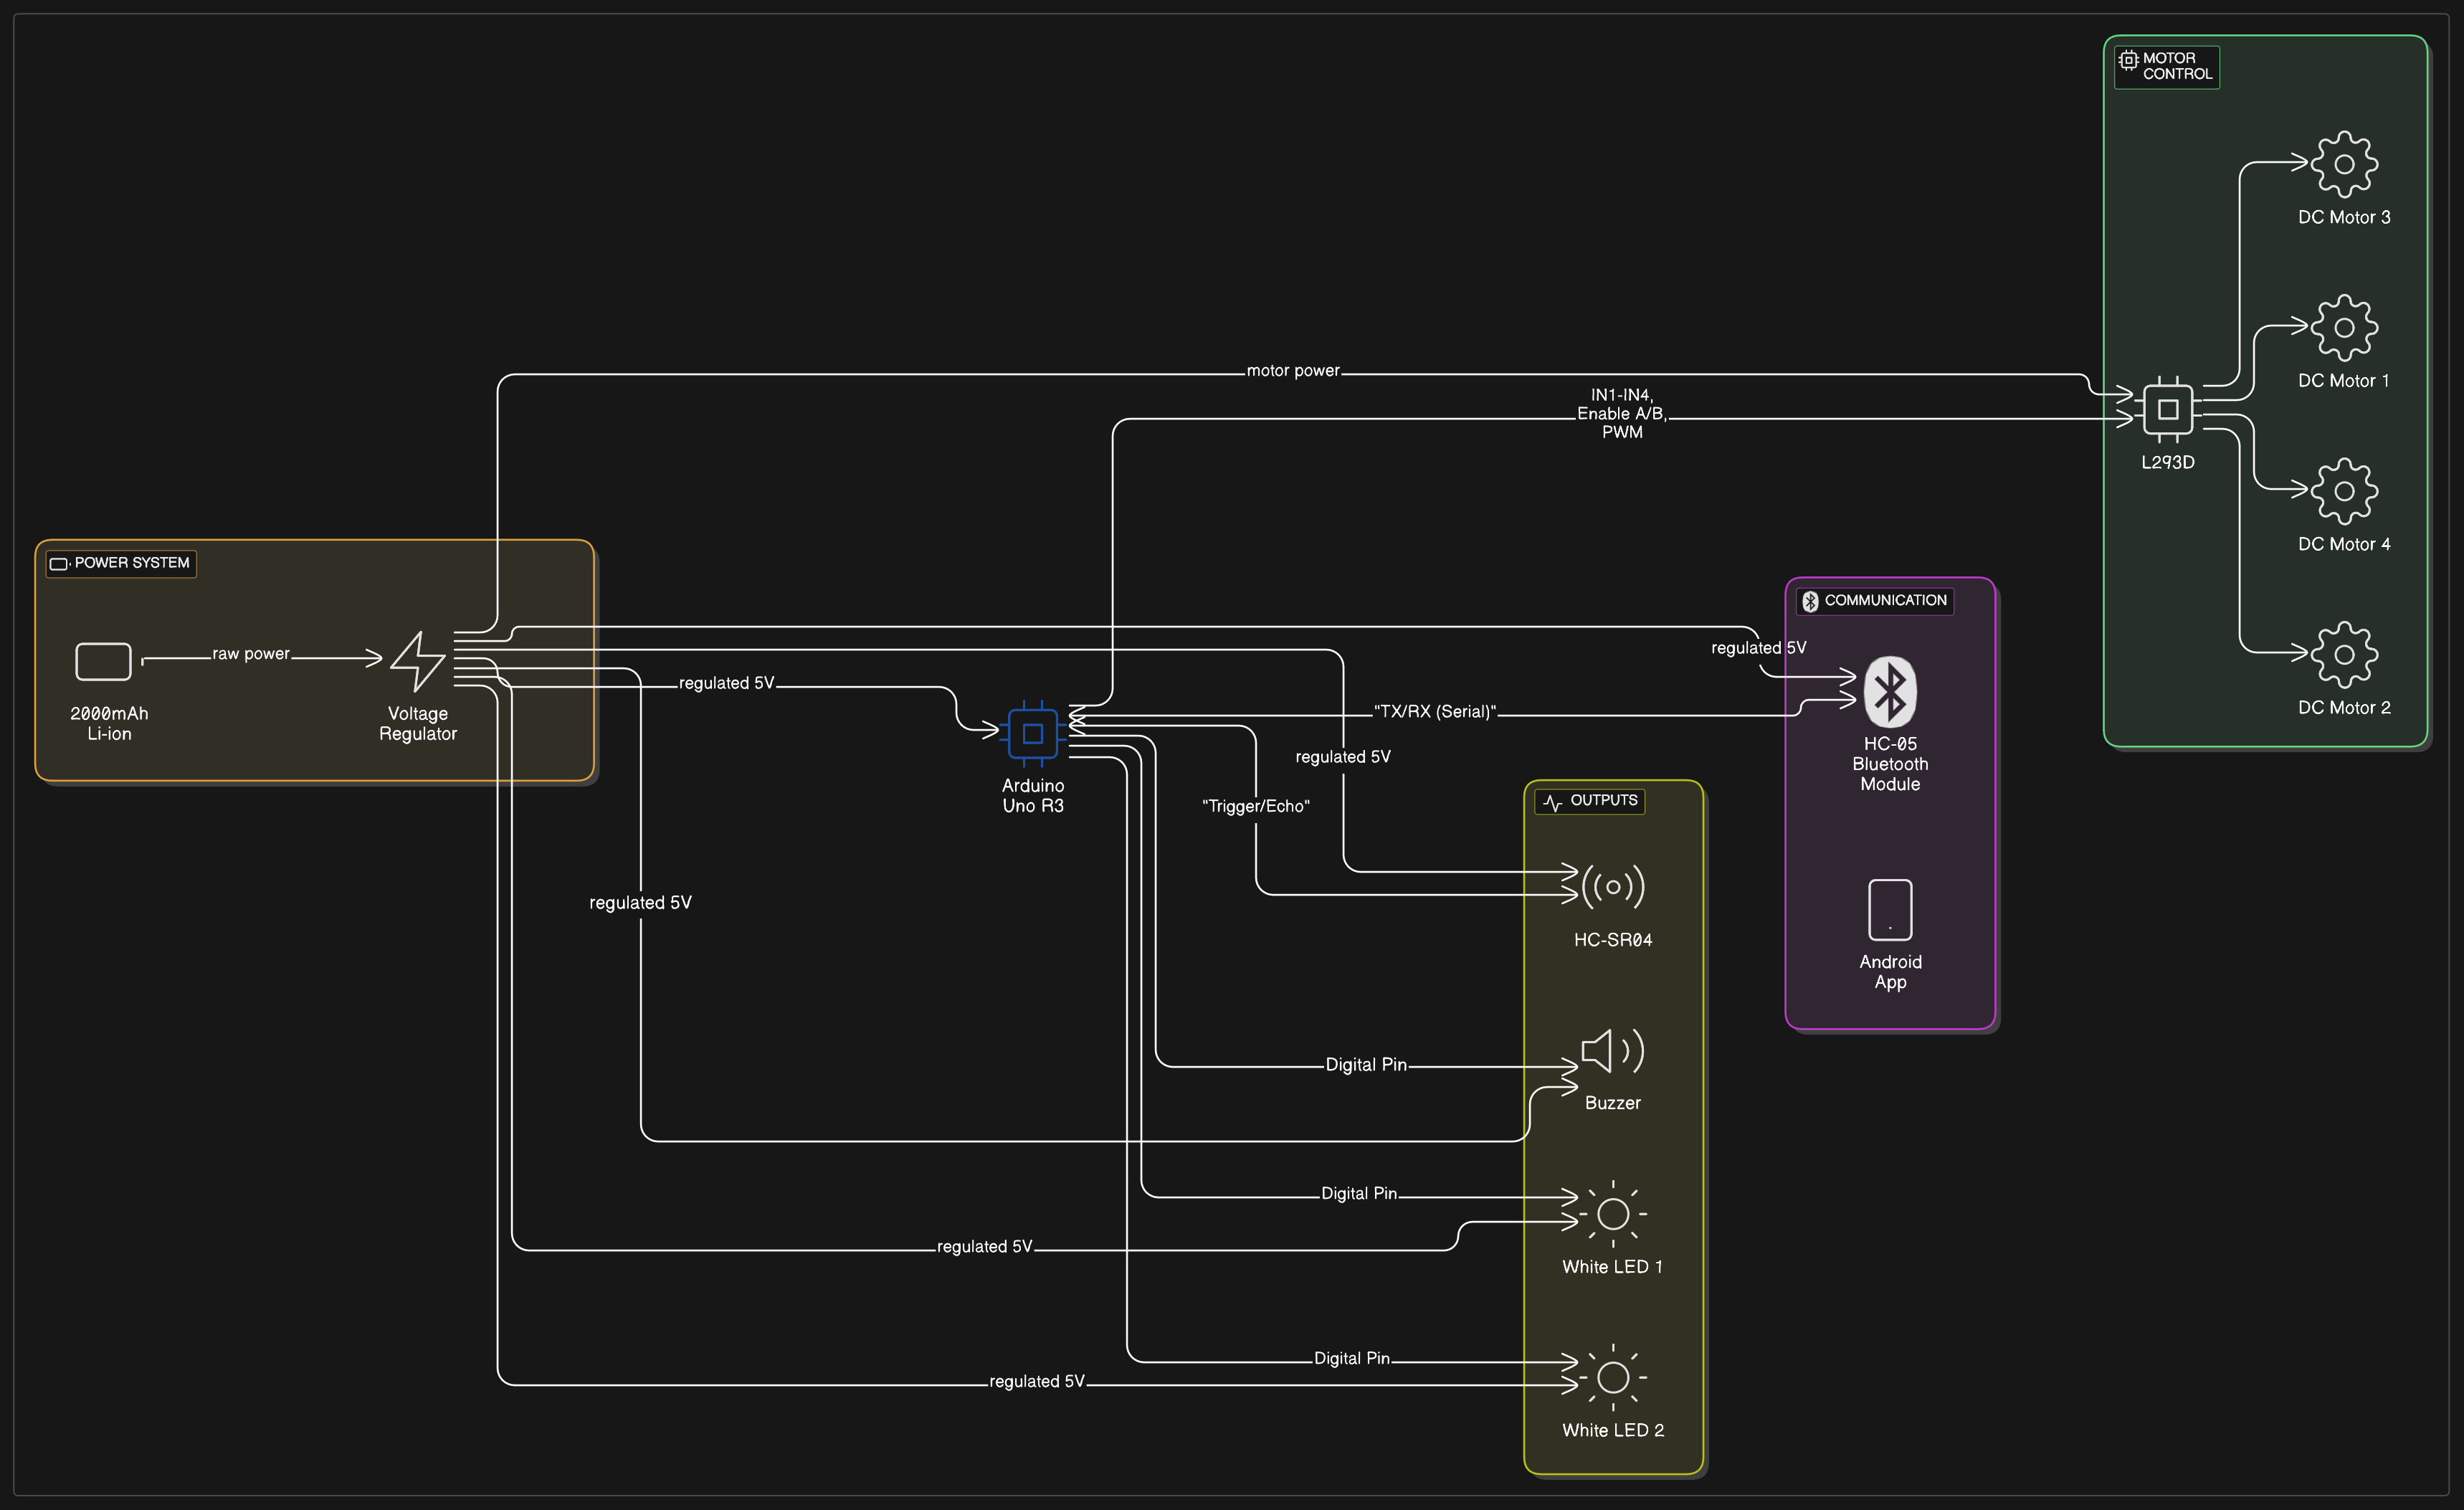 MOTOR
CONTROL
DC Motor 3
DC Motor 1
motor power
IN1-IN4,
Enable A/B,
PWM
L293D
DC Motor 4
DC Motor 2
POWER SYSTEM
raw power
2000mAh
Li-ion
Voltage
Regulator
regulated 5V
Arduino
Uno R3
COMMUNICATION
regulated 5V
"TX/RX (Serial)"
HC-05
Bluetooth
Module
Android
App
regulated 5V
"Trigger/Echo"
OUTPUTS
HC-SR04
regulated 5V
Digital Pin
Buzzer
Digital Pin
regulated 5V
White LED 1
Digital Pin
regulated 5V
White LED 2